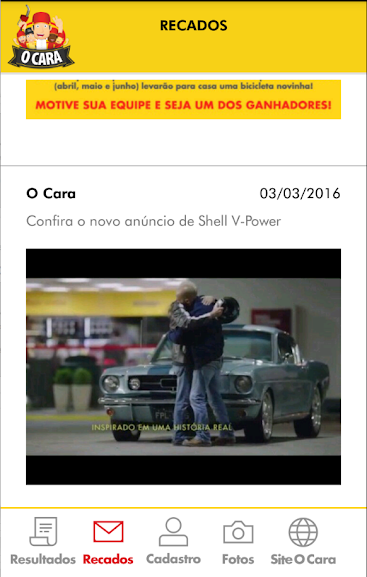 O CARA
RECADOS
(abril, maio e junho) levarão para casa uma bicicleta novinha!
MOTIVE SUA EQUIPE E SEJA UM DOS GANHADORES!
O Cara 03/03/2016
Confira o novo anúncio de Shell V-Power
INSPIRADO EM UMA HISTÓRIA REAL
Resultados Recados Cadastro Fotos Site O Cara